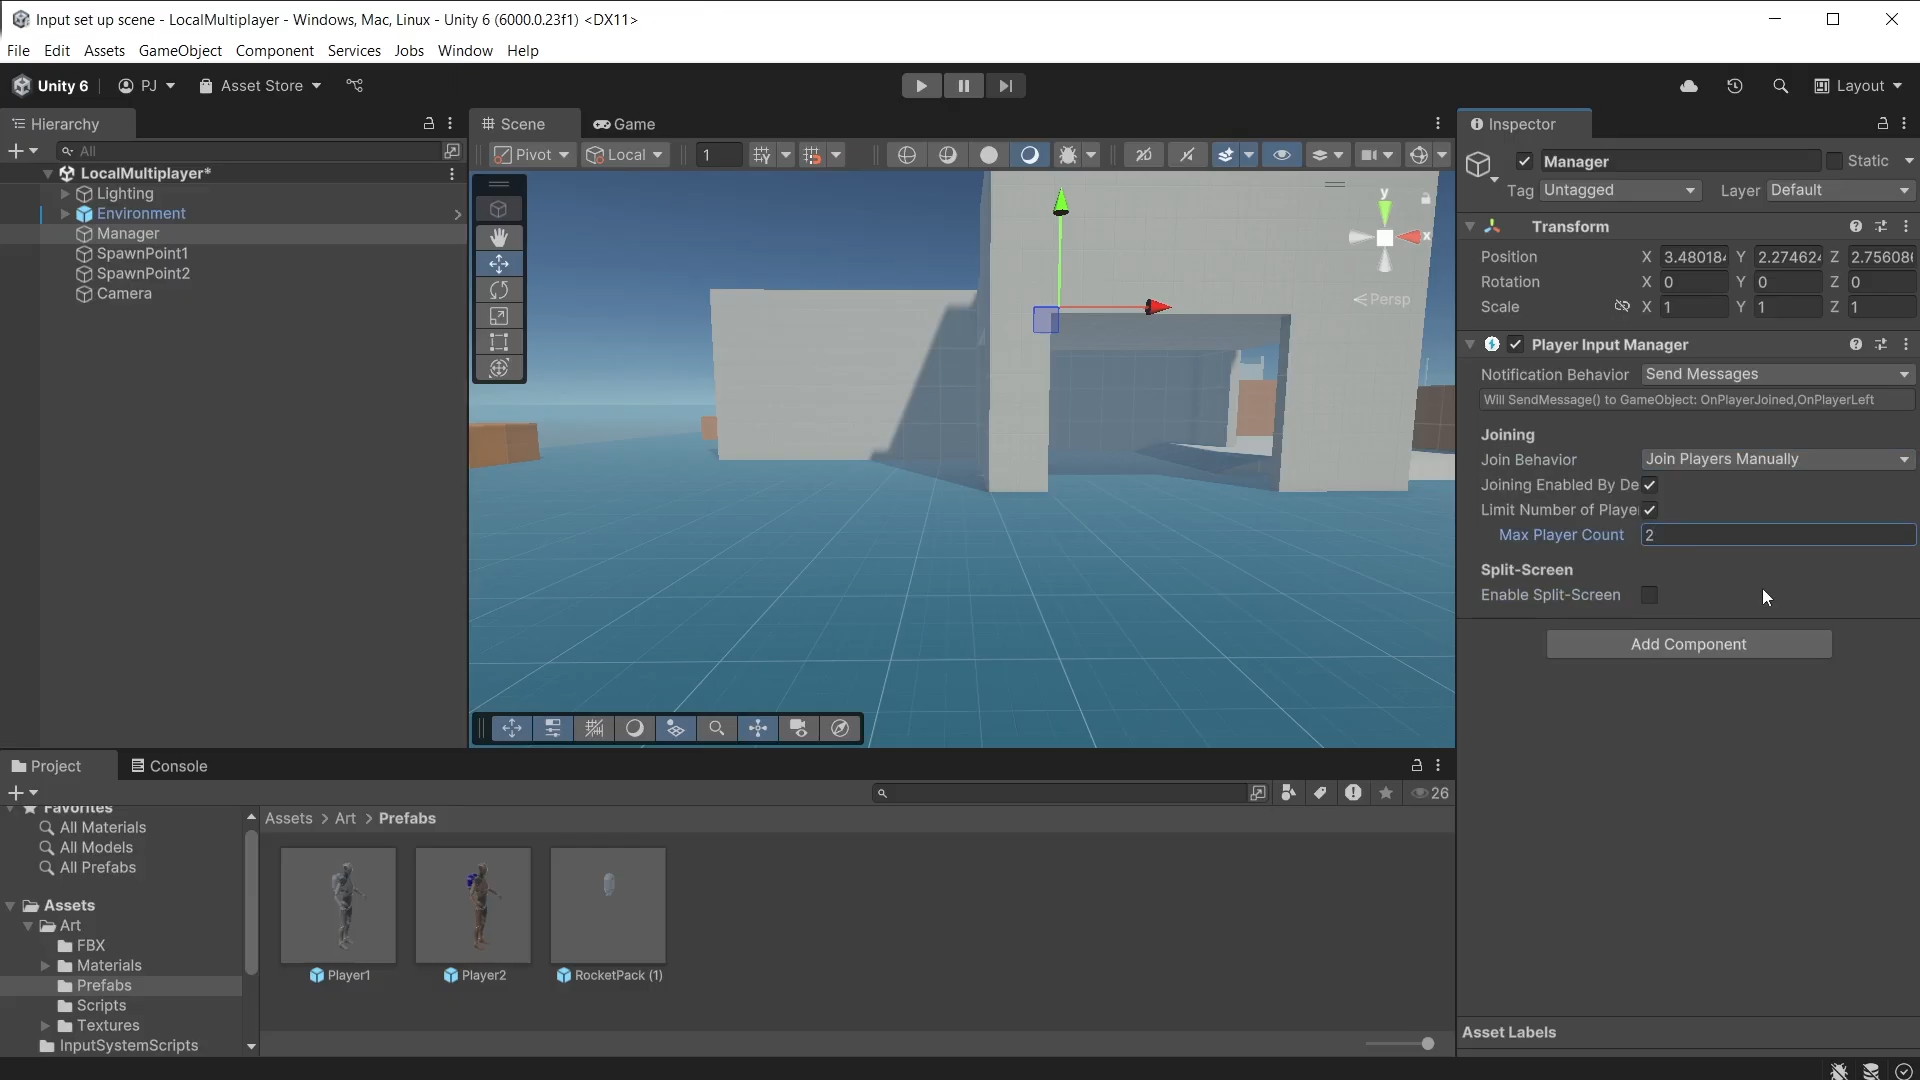 Input set up scene - LocalMultiplayer - Windows, Mac, Linux - Unity 6 (6000.0.23f1) <DX11>
File Edit Assets GameObject Component Services Jobs Window Help
Unity 6 PJ Asset Store Layout
Hierarchy
All
LocalMultiplayer*
Lighting
Environment
Manager
SpawnPoint1
SpawnPoint2
Camera
Scene Game
Pivot Local 1 2D
y
x
Persp
Inspector
Manager Static
Tag Untagged Layer Default
Transform
Position X 3.48018 Y 2.27462 Z 2.75608
Rotation X 0 Y 0 Z 0
Scale X 1 Y 1 Z 1
Player Input Manager
Notification Behavior Send Messages
Will SendMessage() to GameObject: OnPlayerJoined,OnPlayerLeft
Joining
Join Behavior Join Players Manually
Joining Enabled By De
Limit Number of Playe
Max Player Count 2
Split-Screen
Enable Split-Screen
Add Component
Asset Labels
Project Console
26
Favorites
All Materials
All Models
All Prefabs
Assets
Art
FBX
Materials
Prefabs
Scripts
Textures
InputSystemScripts
Assets > Art > Prefabs
Player1 Player2 RocketPack (1)